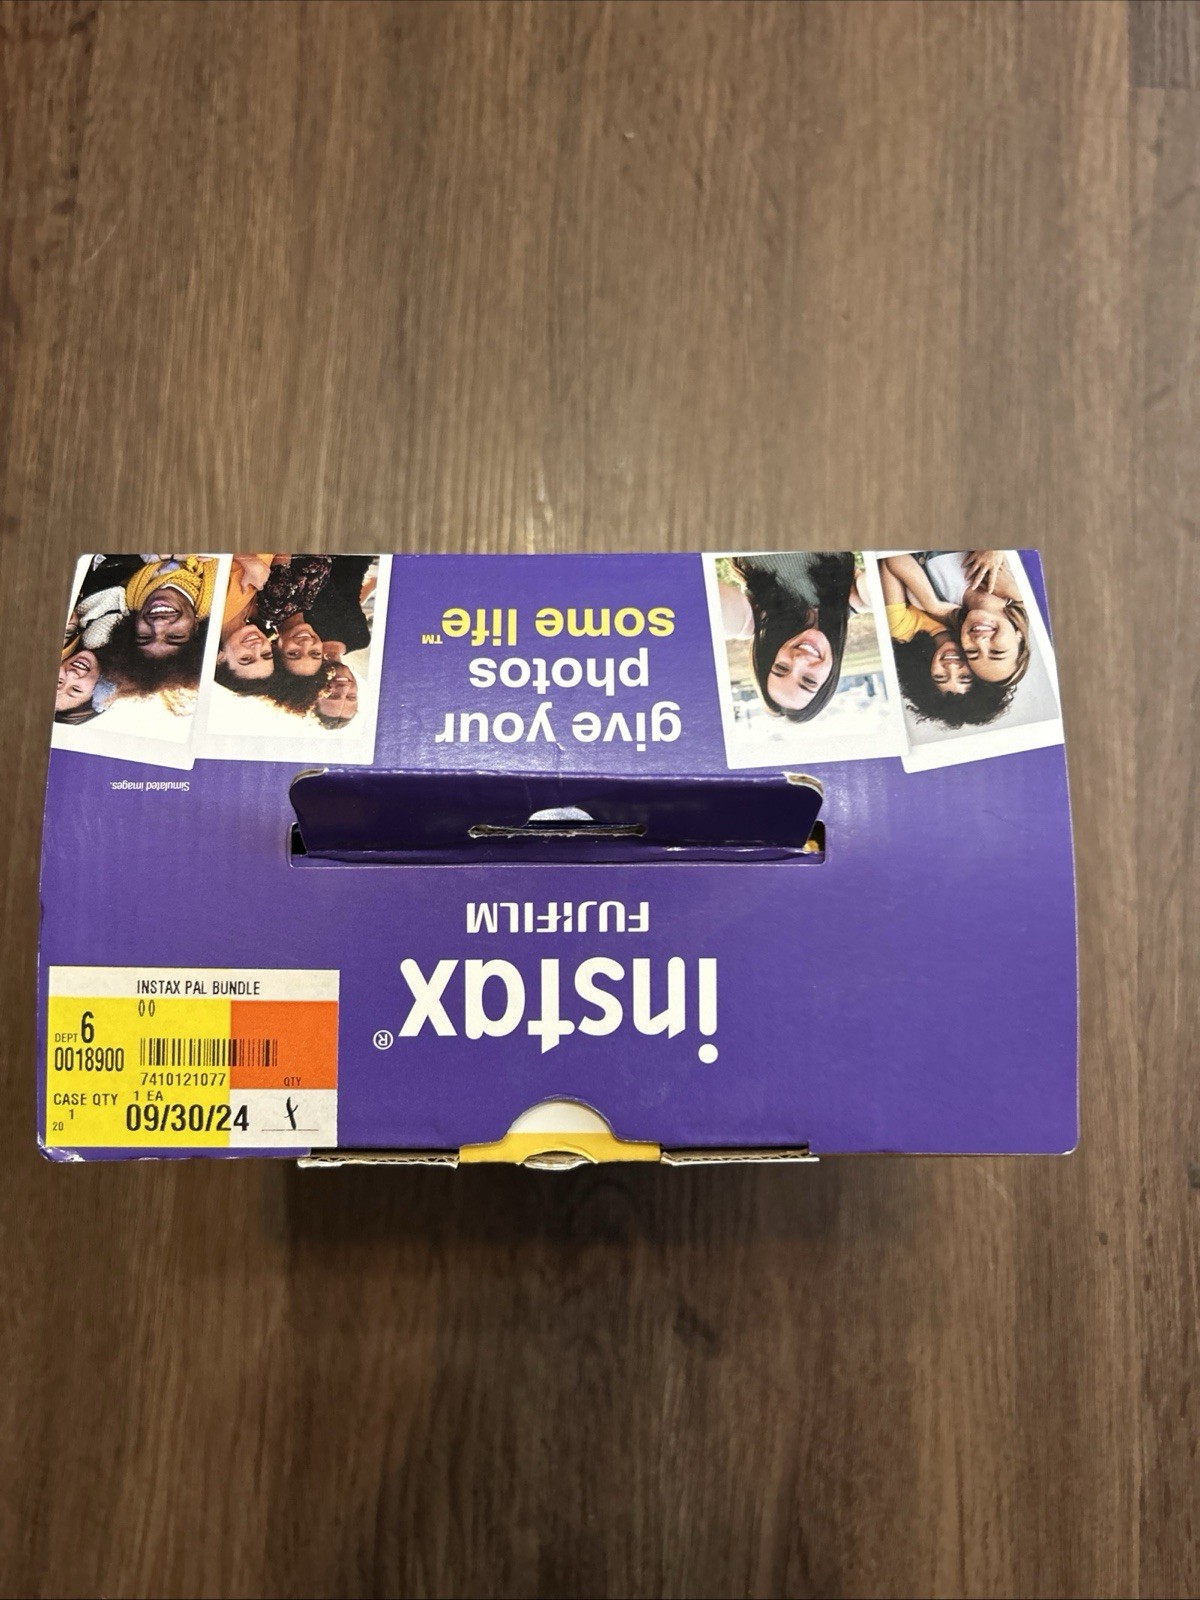 give your
photos
some life™
Simulated images.
FUJIFILM
instax®
INSTAX PAL BUNDLE
00
DEPT 6
0018900
7410121077
QTY
CASE QTY 1 EA
1
20
09/30/24
1